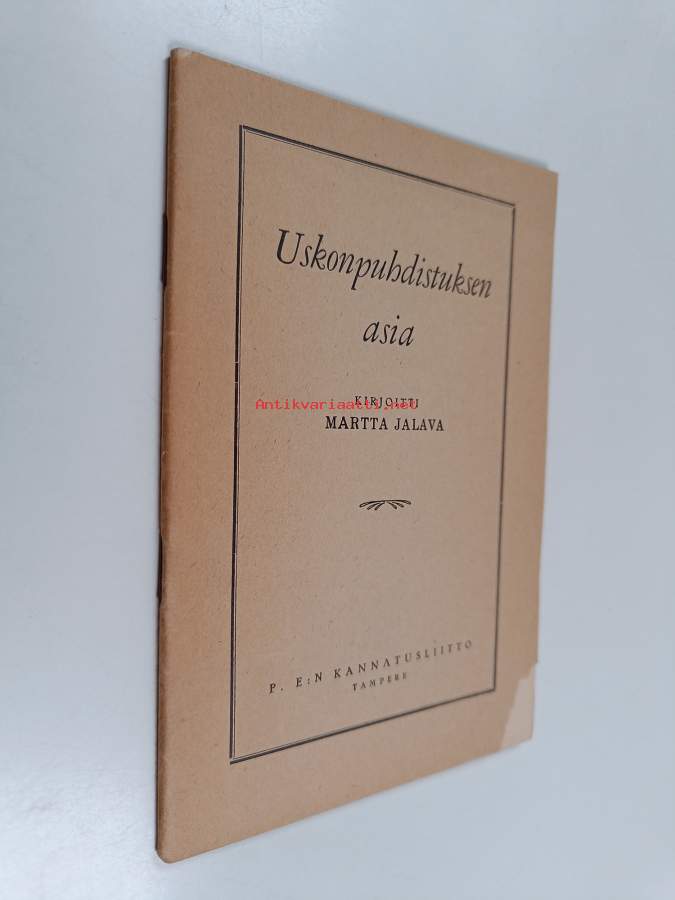 Uskonpuhdistuksen
asia
KIRJOITTI
Antikvariaatti.net
MARTTA JALAVA
P. E:N KANNATUSLIITTO
TAMPERE